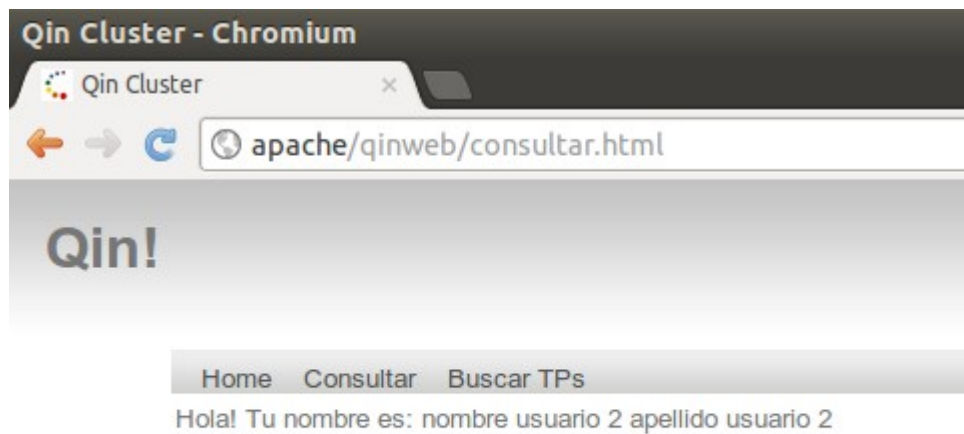 Qin Cluster - Chromium
Qin Cluster
apache/qinweb/consultar.html
Qin!
Home Consultar Buscar TPs
Hola! Tu nombre es: nombre usuario 2 apellido usuario 2